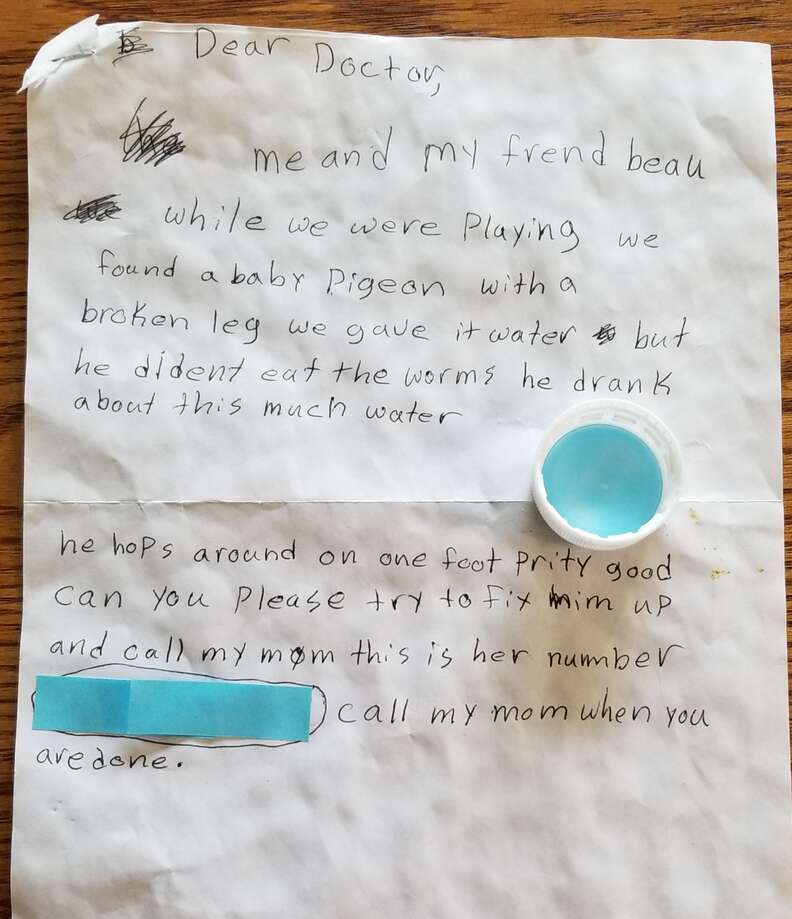 Dear Doctor,
me and my frend beau
while we were Playing we
found a baby Pigeon with a
broken leg we gave it water but
he dident eat the worms he drank
about this much water
he hops around on one foot prity good
can you Please try to fix him up
and call my mom this is her number
call my mom when you
are done.